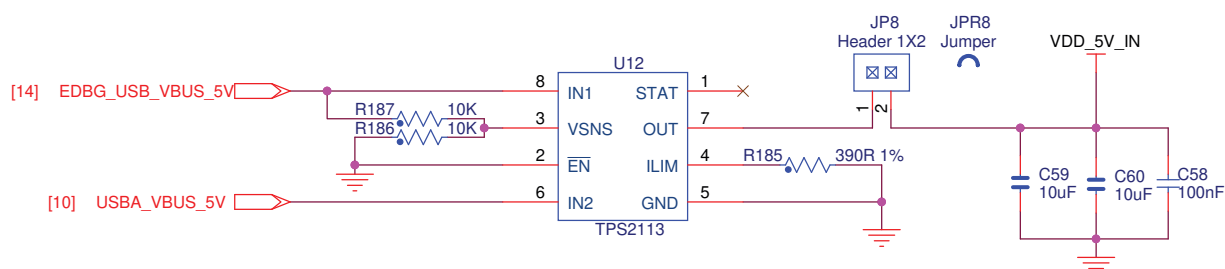 JP8
Header 1X2
JPR8
Jumper
VDD_5V_IN
U12
[14] EDBG_USB_VBUS_5V
8 IN1 STAT 1
R187 10K
R186 10K
3 VSNS OUT 7
1 2
2 EN ILIM 4
R185 390R 1%
[10] USBA_VBUS_5V
6 IN2 GND 5
TPS2113
C59
10uF
C60
10uF
C58
100nF